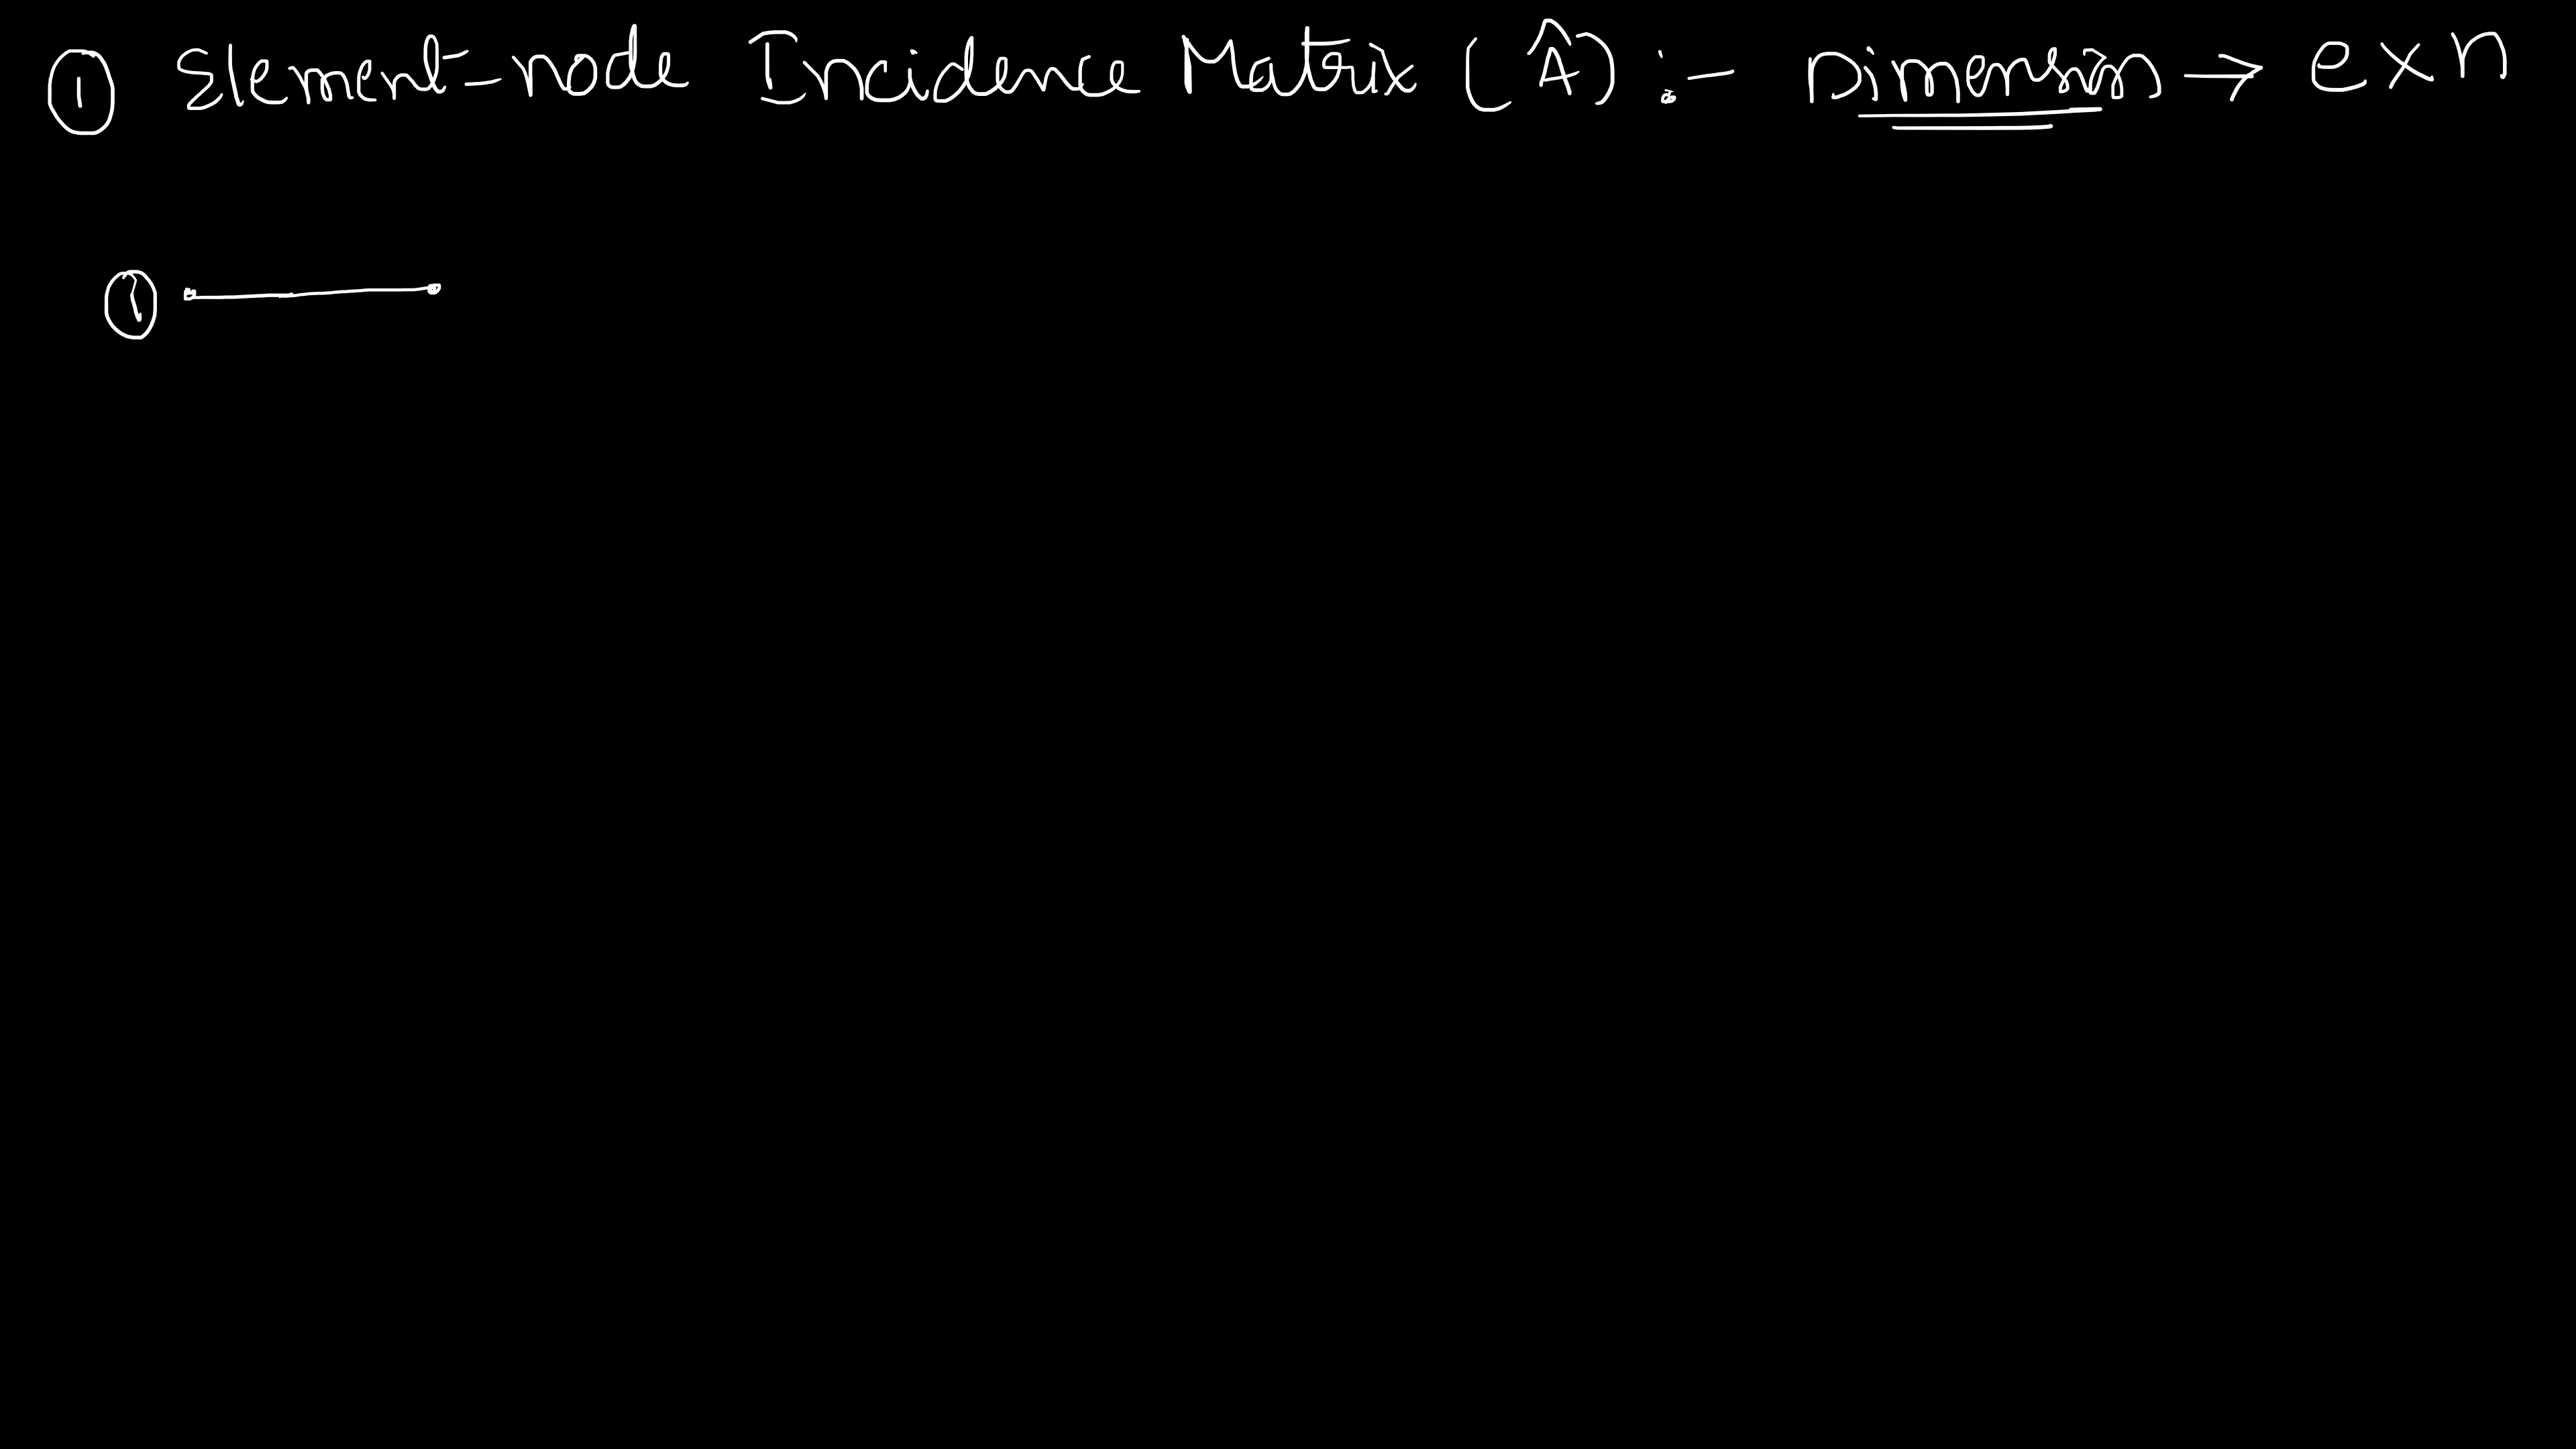 ① Element-node Incidence Matrix (Â) :- Dimension → e×n
①